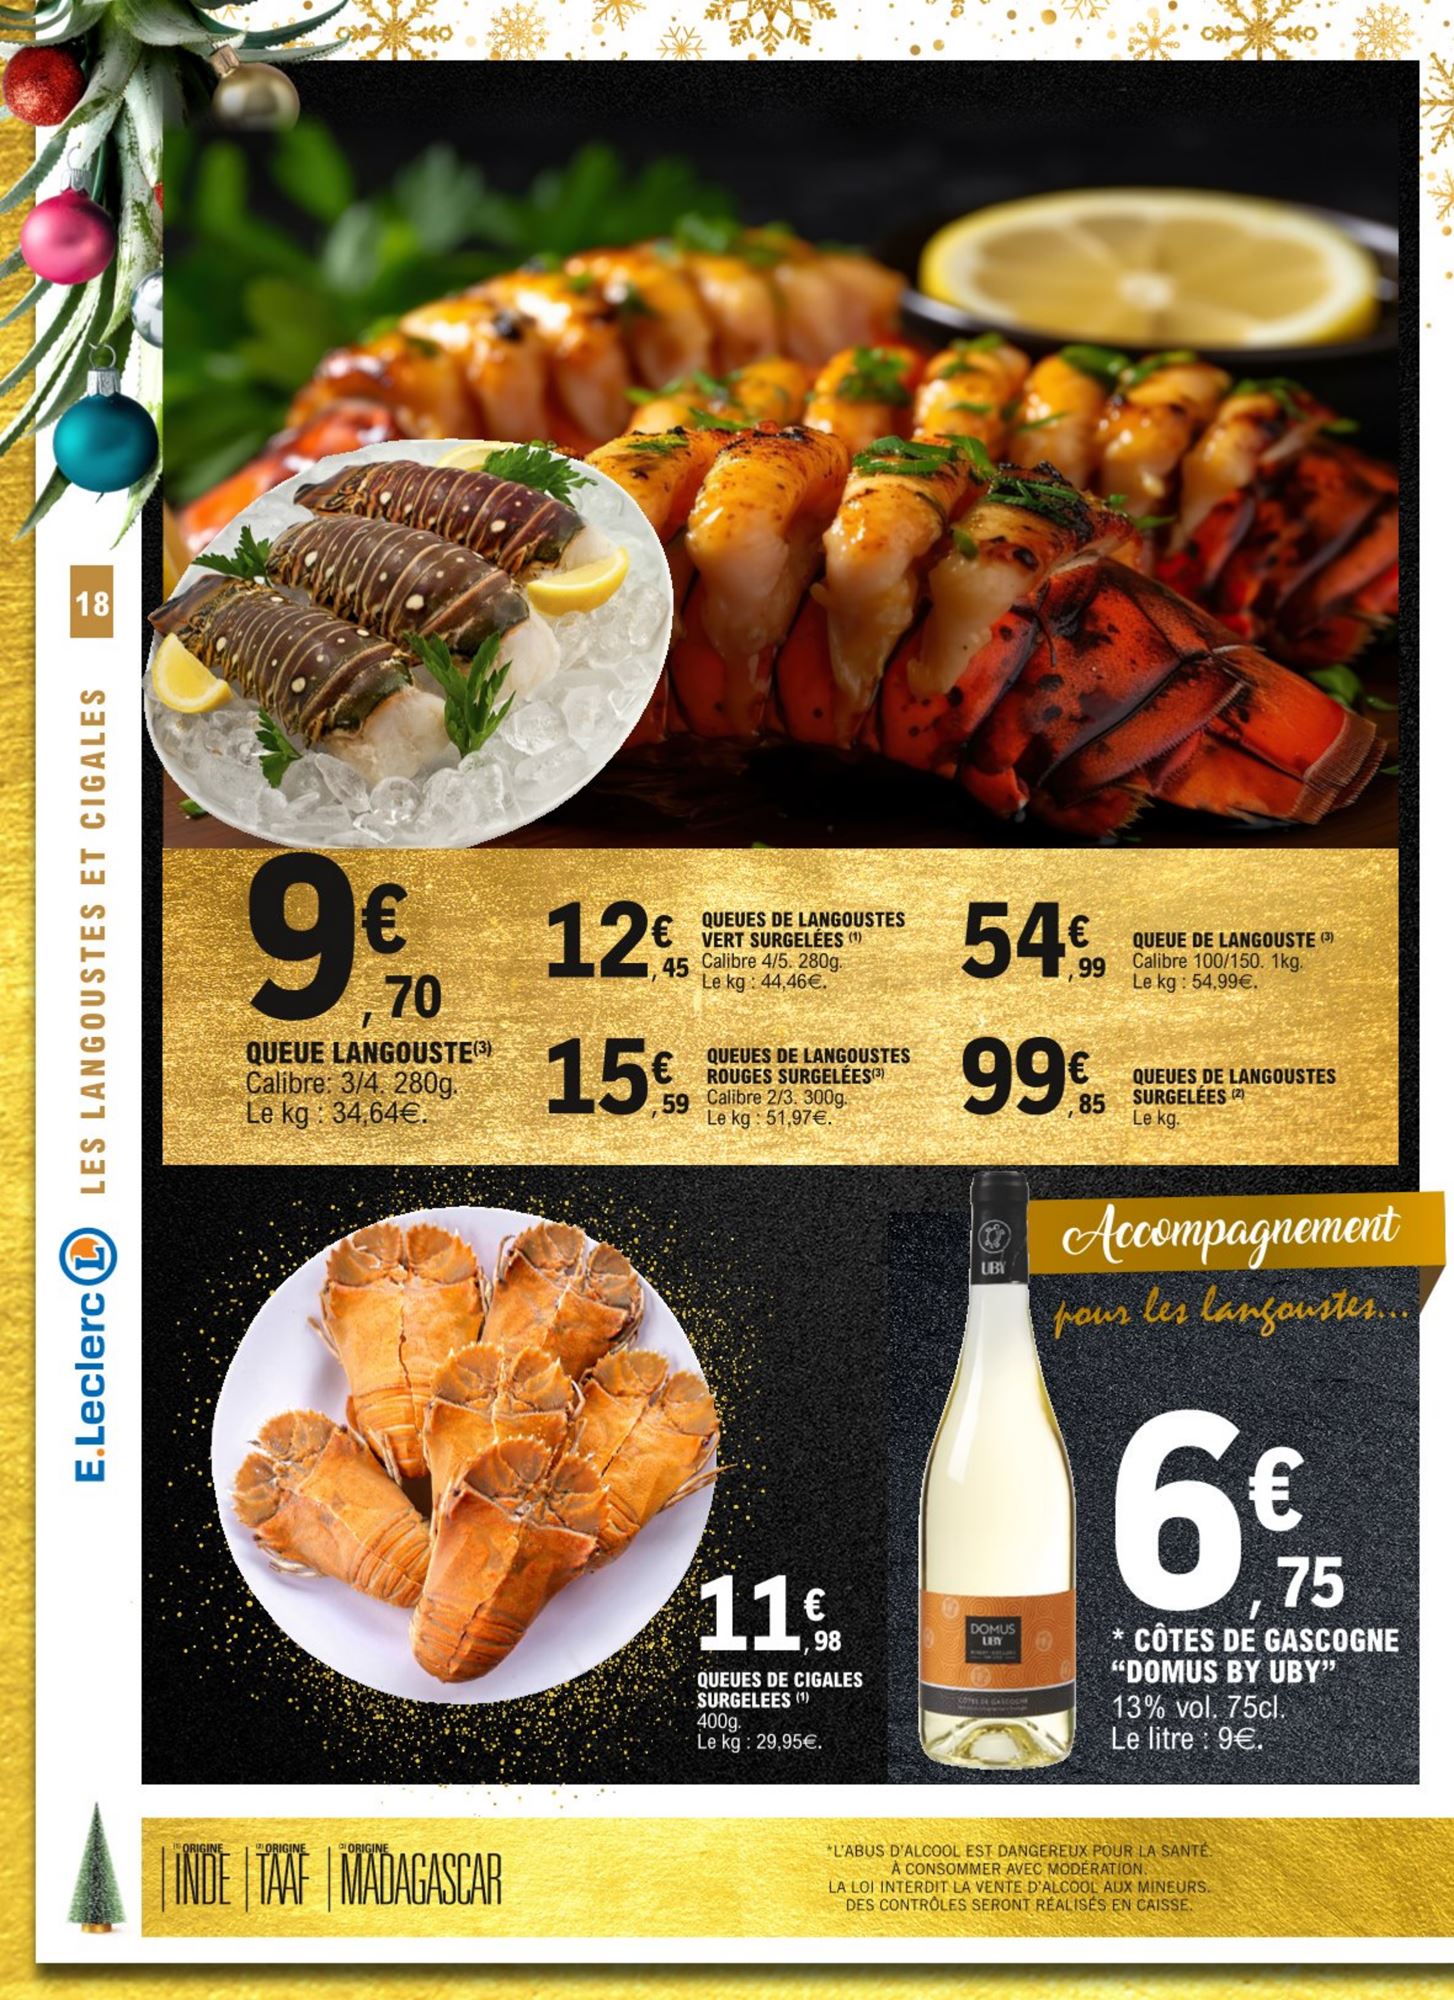 18
LES LANGOUSTES ET CIGALES
E.Leclerc L
9€,70
QUEUE LANGOUSTE(3)
Calibre: 3/4. 280g.
Le kg : 34,64€.
12€,45
QUEUES DE LANGOUSTES
VERT SURGELÉES (1)
Calibre 4/5. 280g.
Le kg : 44,46€.
54€,99
QUEUE DE LANGOUSTE (3)
Calibre 100/150. 1kg.
Le kg : 54,99€.
15€,59
QUEUES DE LANGOUSTES
ROUGES SURGELÉES(3)
Calibre 2/3. 300g.
Le kg : 51,97€.
99€,85
QUEUES DE LANGOUSTES
SURGELÉES (2)
Le kg.
11€,98
QUEUES DE CIGALES
SURGELEES (1)
400g.
Le kg : 29,95€.
UBY
DOMUS
UBY
CÔTES DE GASCOGNE
Accompagnement
pour les langoustes...
6€,75
* CÔTES DE GASCOGNE
“DOMUS BY UBY”
13% vol. 75cl.
Le litre : 9€.
(1) ORIGINE
INDE
(2) ORIGINE
TAAF
(3) ORIGINE
MADAGASCAR
*L'ABUS D'ALCOOL EST DANGEREUX POUR LA SANTÉ.
À CONSOMMER AVEC MODÉRATION.
LA LOI INTERDIT LA VENTE D'ALCOOL AUX MINEURS.
DES CONTRÔLES SERONT RÉALISÉS EN CAISSE.